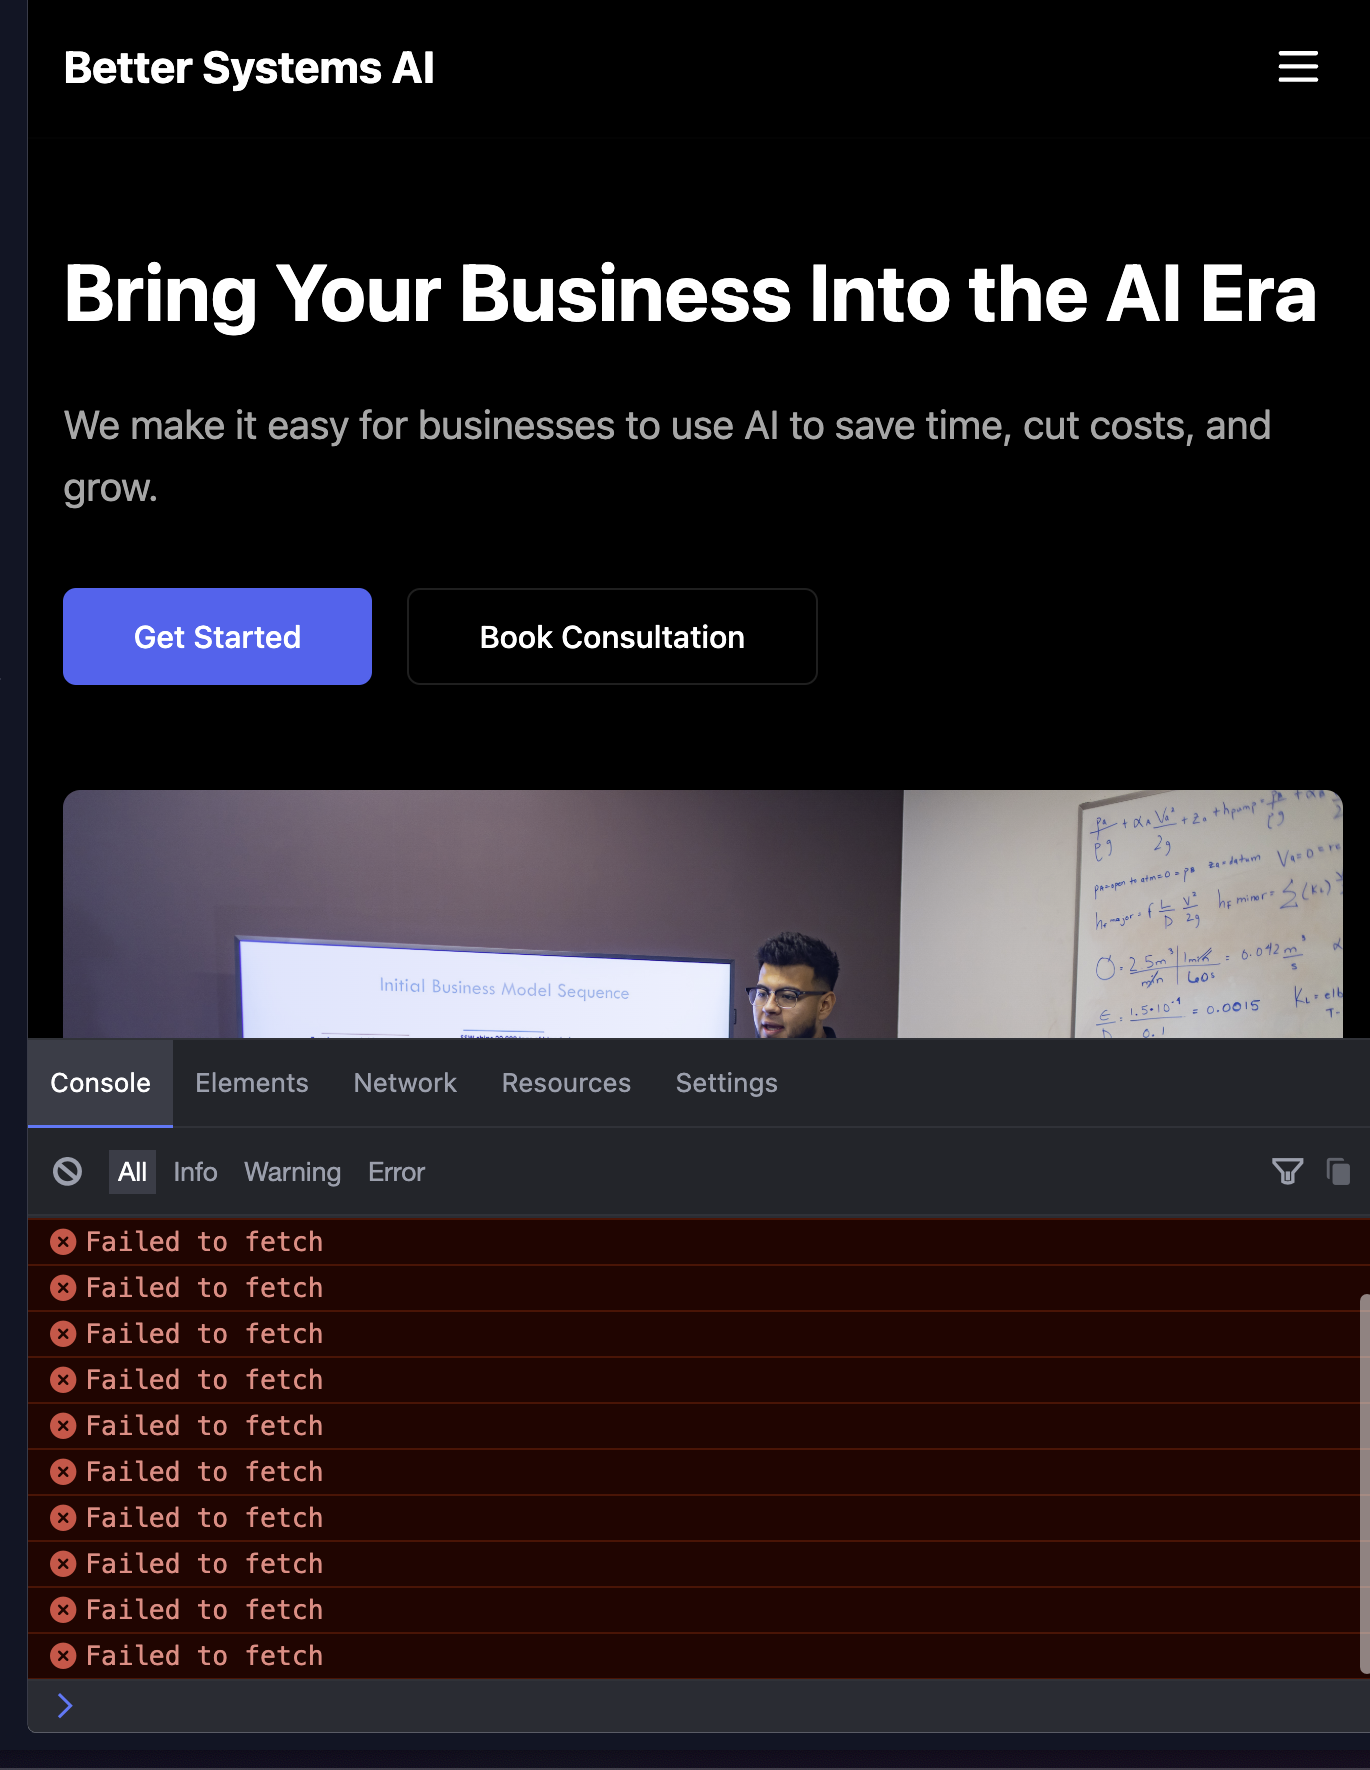 Better Systems AI
Bring Your Business Into the AI Era
We make it easy for businesses to use AI to save time, cut costs, and
grow.
Get Started
Book Consultation
Initial Business Model Sequence
Console
Elements
Network
Resources
Settings
All
Info
Warning
Error
Failed to fetch
Failed to fetch
Failed to fetch
Failed to fetch
Failed to fetch
Failed to fetch
Failed to fetch
Failed to fetch
Failed to fetch
Failed to fetch